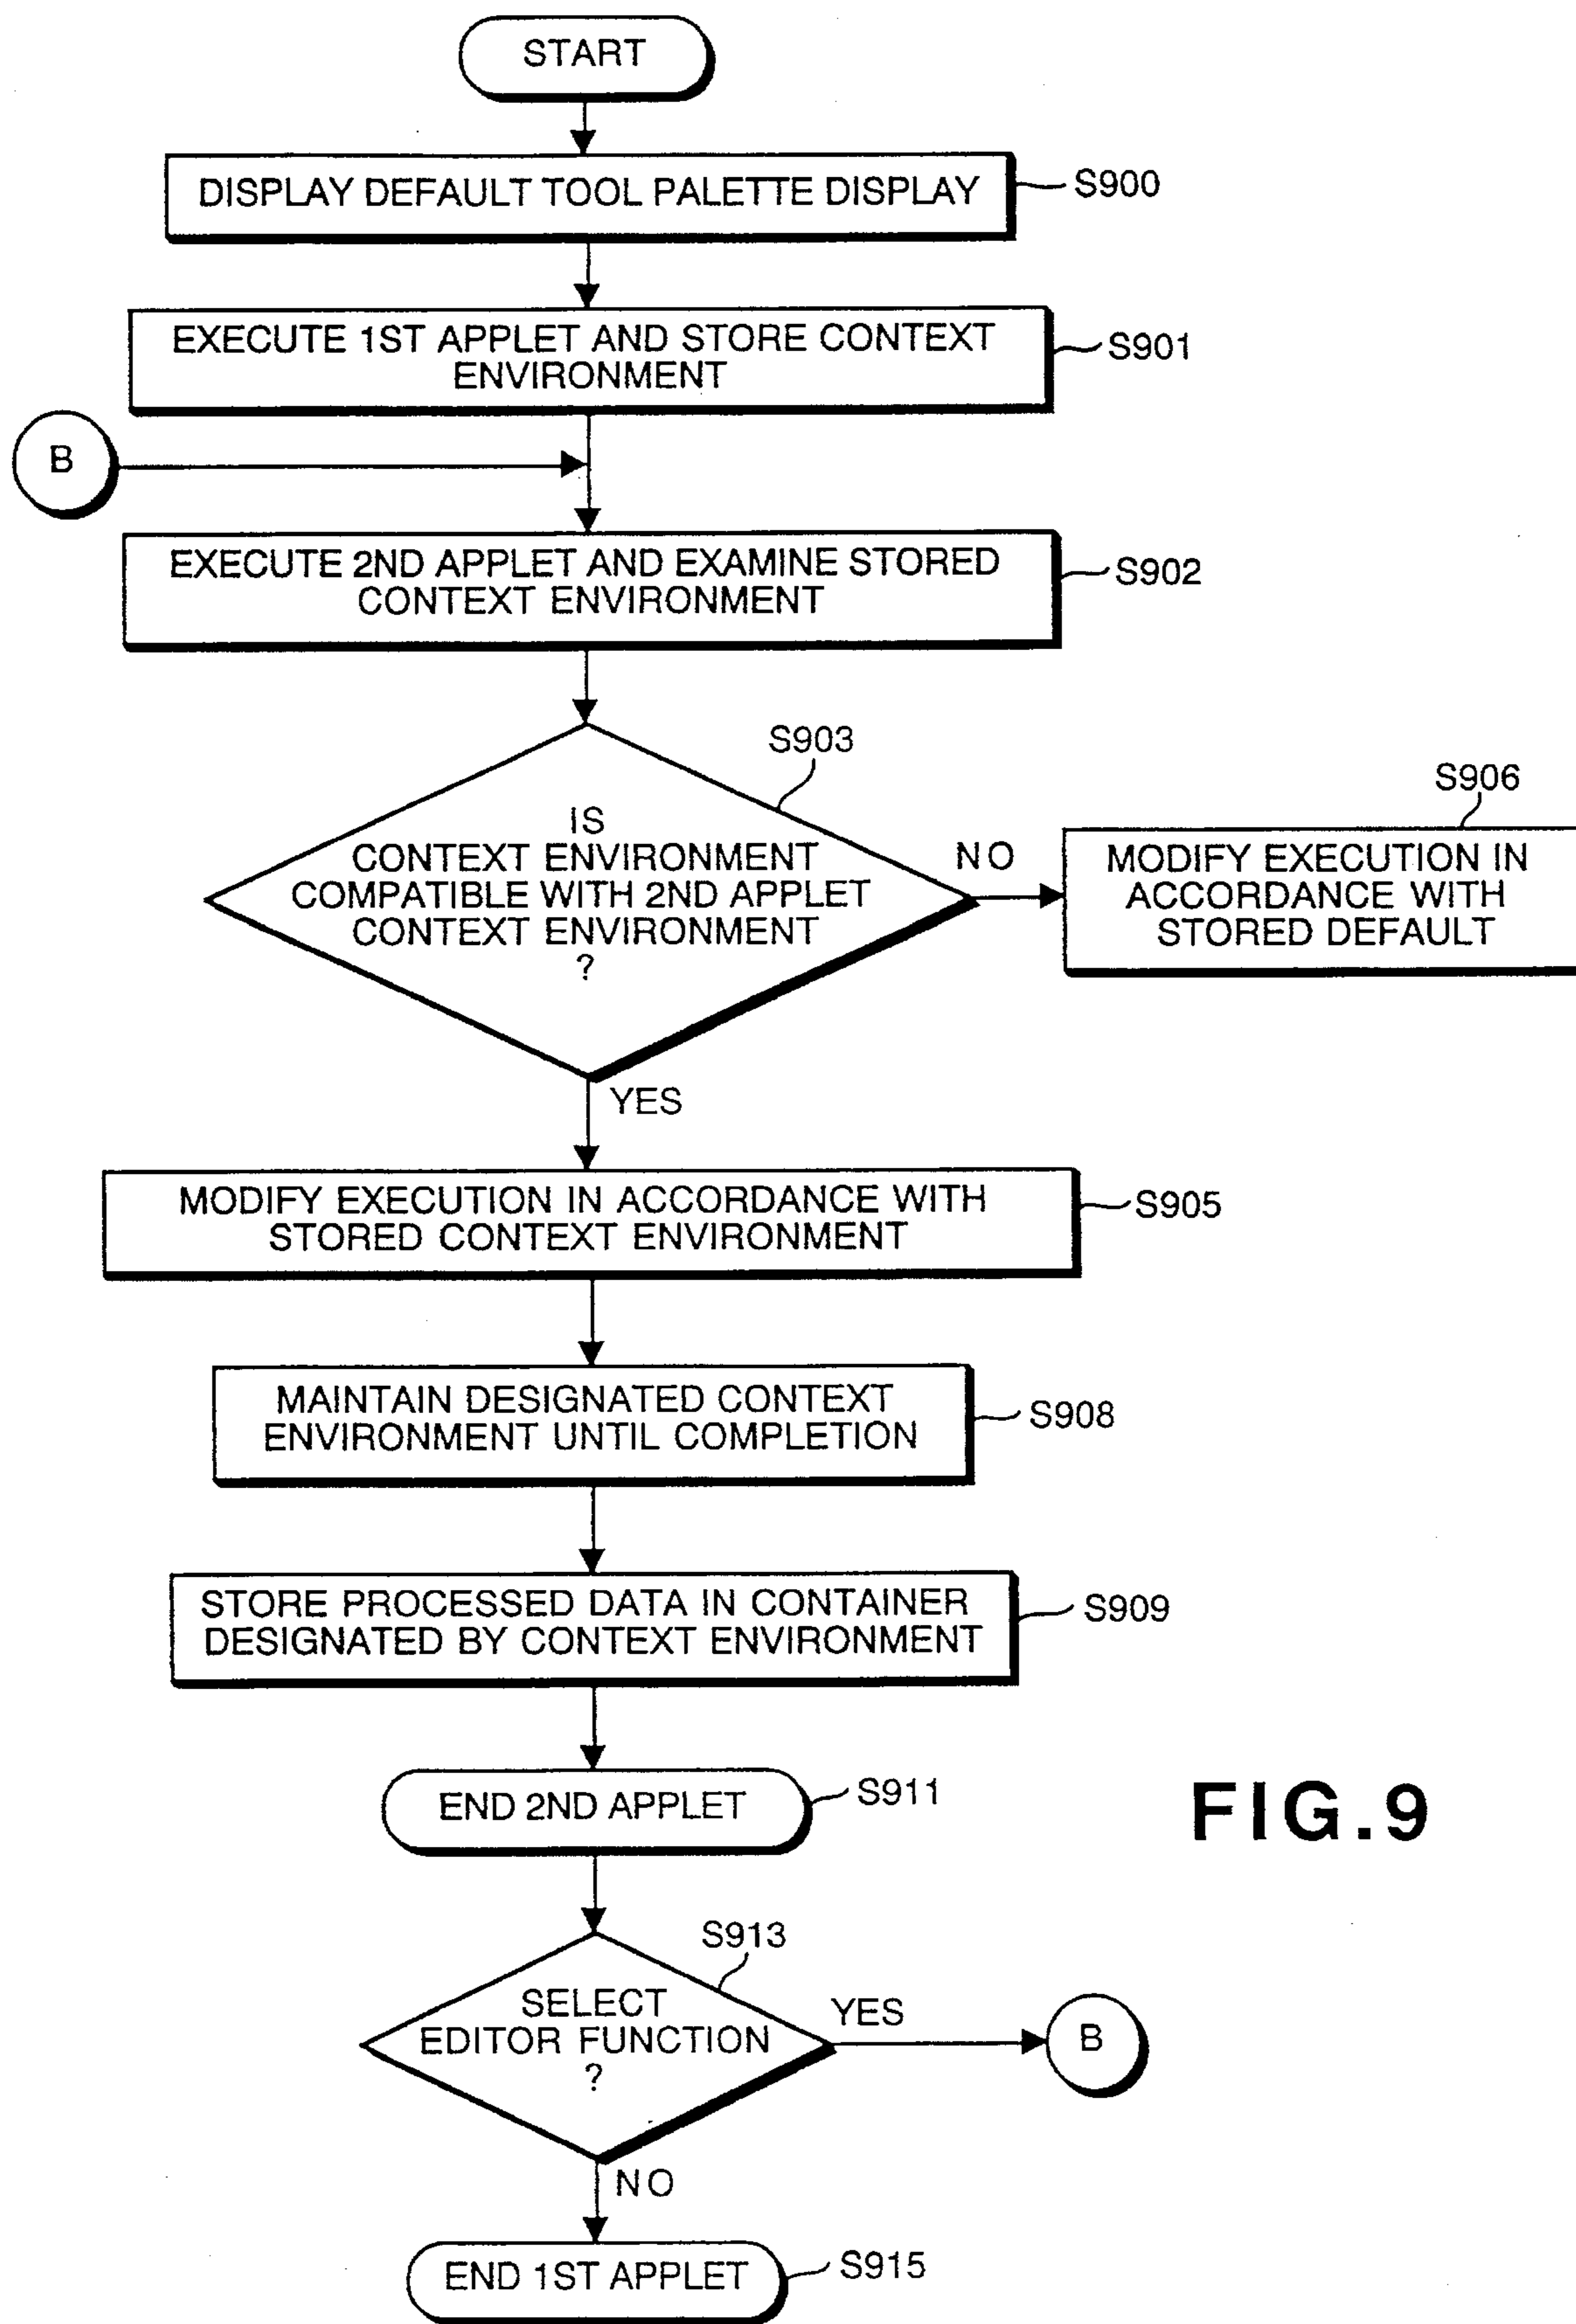 START
DISPLAY DEFAULT TOOL PALETTE DISPLAY
S900
EXECUTE 1ST APPLET AND STORE CONTEXT
ENVIRONMENT
S901
B
EXECUTE 2ND APPLET AND EXAMINE STORED
CONTEXT ENVIRONMENT
S902
S903
IS
CONTEXT ENVIRONMENT
COMPATIBLE WITH 2ND APPLET
CONTEXT ENVIRONMENT
?
NO
S906
MODIFY EXECUTION IN
ACCORDANCE WITH
STORED DEFAULT
YES
MODIFY EXECUTION IN ACCORDANCE WITH
STORED CONTEXT ENVIRONMENT
S905
MAINTAIN DESIGNATED CONTEXT
ENVIRONMENT UNTIL COMPLETION
S908
STORE PROCESSED DATA IN CONTAINER
DESIGNATED BY CONTEXT ENVIRONMENT
S909
END 2ND APPLET
S911
FIG.9
S913
SELECT
EDITOR FUNCTION
?
YES
B
NO
END 1ST APPLET
S915